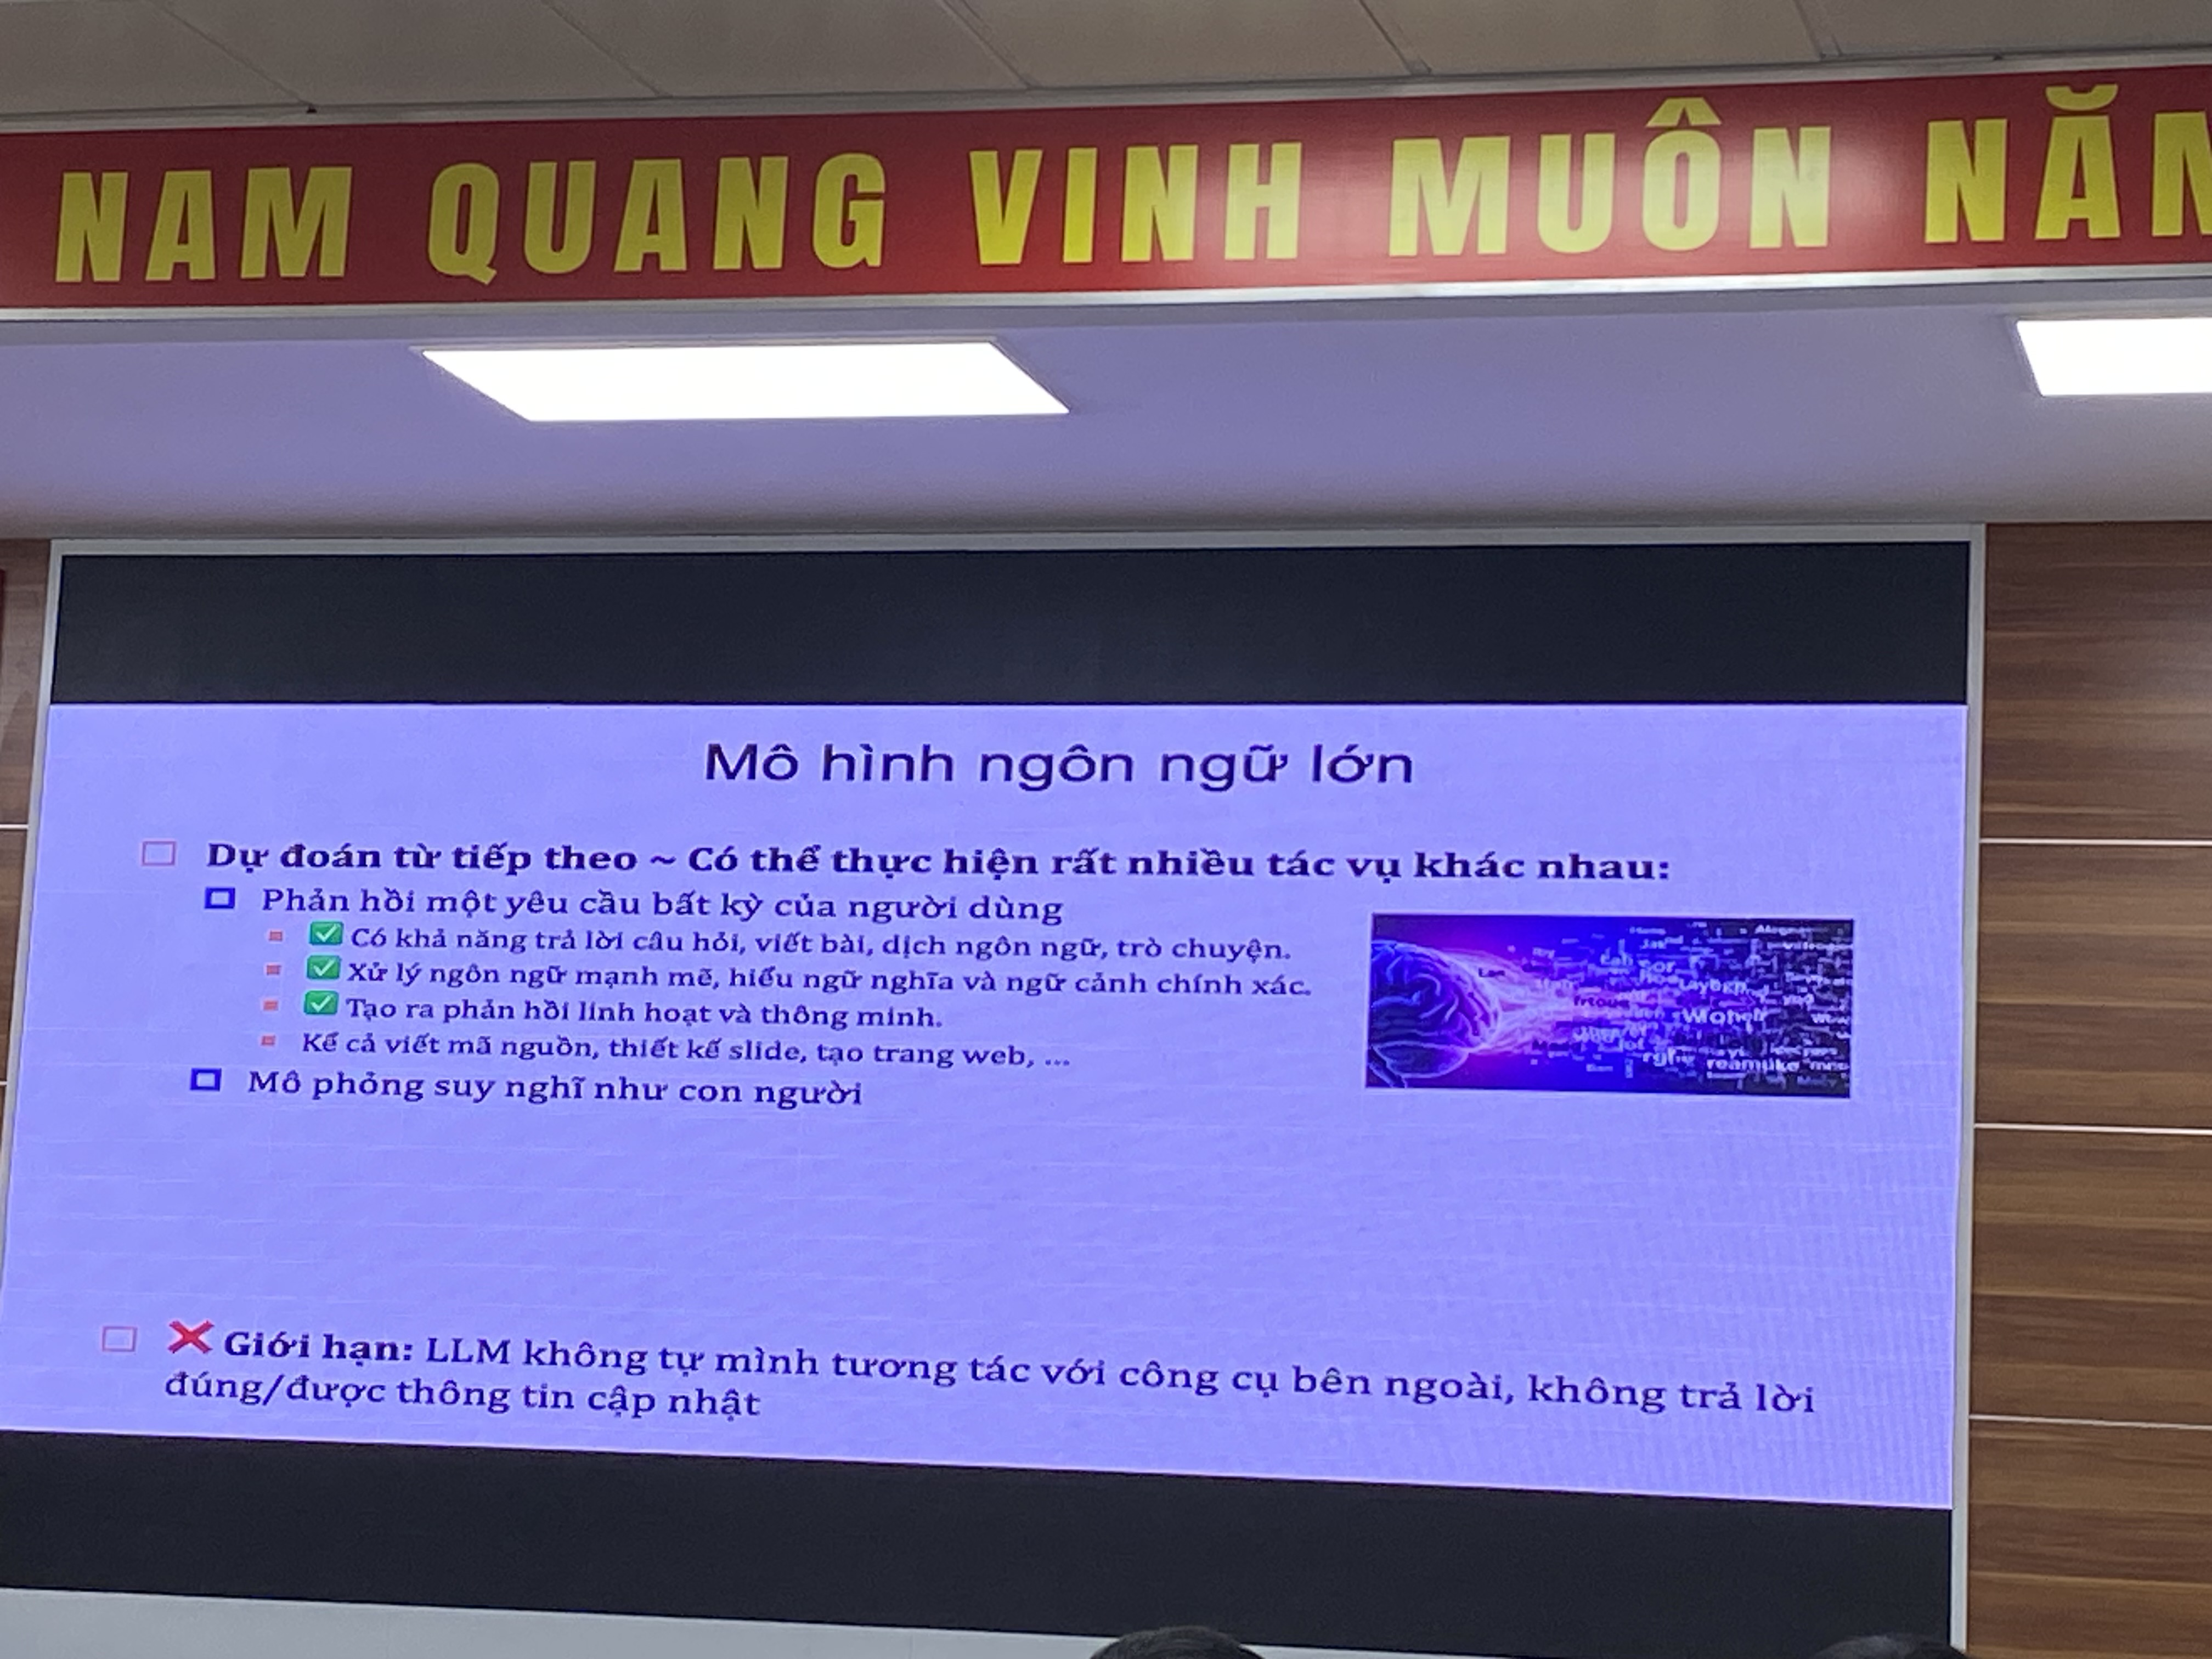 NAM QUANG VINH MUÔN NĂM
Mô hình ngôn ngữ lớn
Dự đoán từ tiếp theo ~ Có thể thực hiện rất nhiều tác vụ khác nhau:
Phản hồi một yêu cầu bất kỳ của người dùng
✅ Có khả năng trả lời câu hỏi, viết bài, dịch ngôn ngữ, trò chuyện.
✅ Xử lý ngôn ngữ mạnh mẽ, hiểu ngữ nghĩa và ngữ cảnh chính xác.
✅ Tạo ra phản hồi linh hoạt và thông minh.
Kể cả viết mã nguồn, thiết kế slide, tạo trang web, ...
Mô phỏng suy nghĩ như con người
❌ Giới hạn: LLM không tự mình tương tác với công cụ bên ngoài, không trả lời
đúng/được thông tin cập nhật